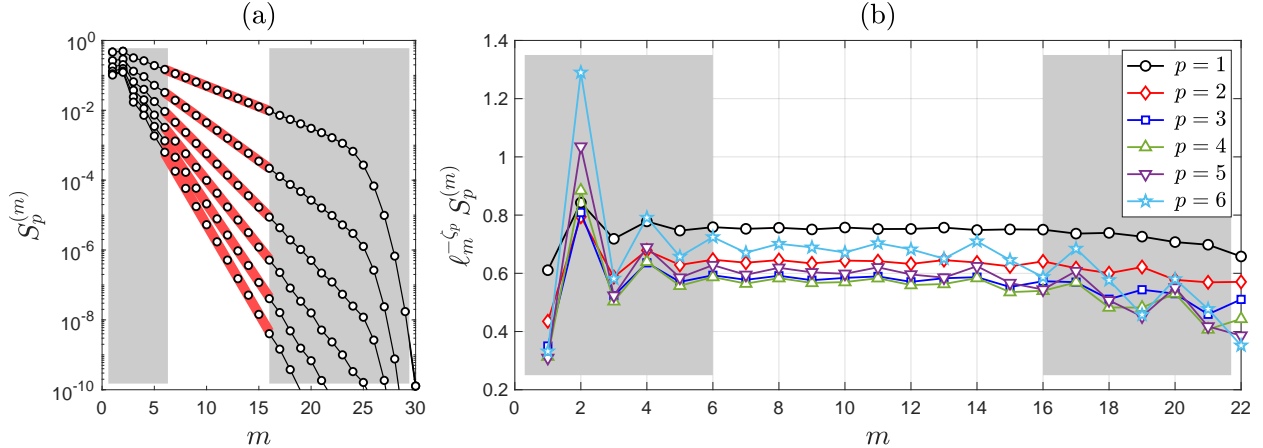 (a)
10^0
10^{-2}
10^{-4}
10^{-6}
10^{-8}
10^{-10}
S_p^{(m)}
0 5 10 15 20 25 30
m
(b)
1.4
1.2
1
0.8
0.6
0.4
0.2
ℓ_m^{-ζ_p} S_p^{(m)}
0 2 4 6 8 10 12 14 16 18 20 22
m
p = 1
p = 2
p = 3
p = 4
p = 5
p = 6